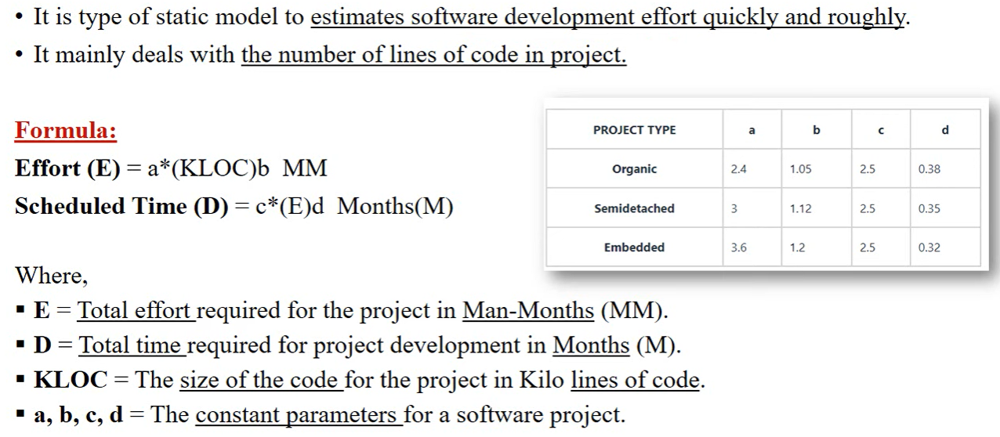 • It is type of static model to estimates software development effort quickly and roughly.
• It mainly deals with the number of lines of code in project.
Formula:
Effort (E) = a*(KLOC)b MM
Scheduled Time (D) = c*(E)d Months(M)
PROJECT TYPE a b c d
Organic 2.4 1.05 2.5 0.38
Semidetached 3 1.12 2.5 0.35
Embedded 3.6 1.2 2.5 0.32
Where,
▪ E = Total effort required for the project in Man-Months (MM).
▪ D = Total time required for project development in Months (M).
▪ KLOC = The size of the code for the project in Kilo lines of code.
▪ a, b, c, d = The constant parameters for a software project.